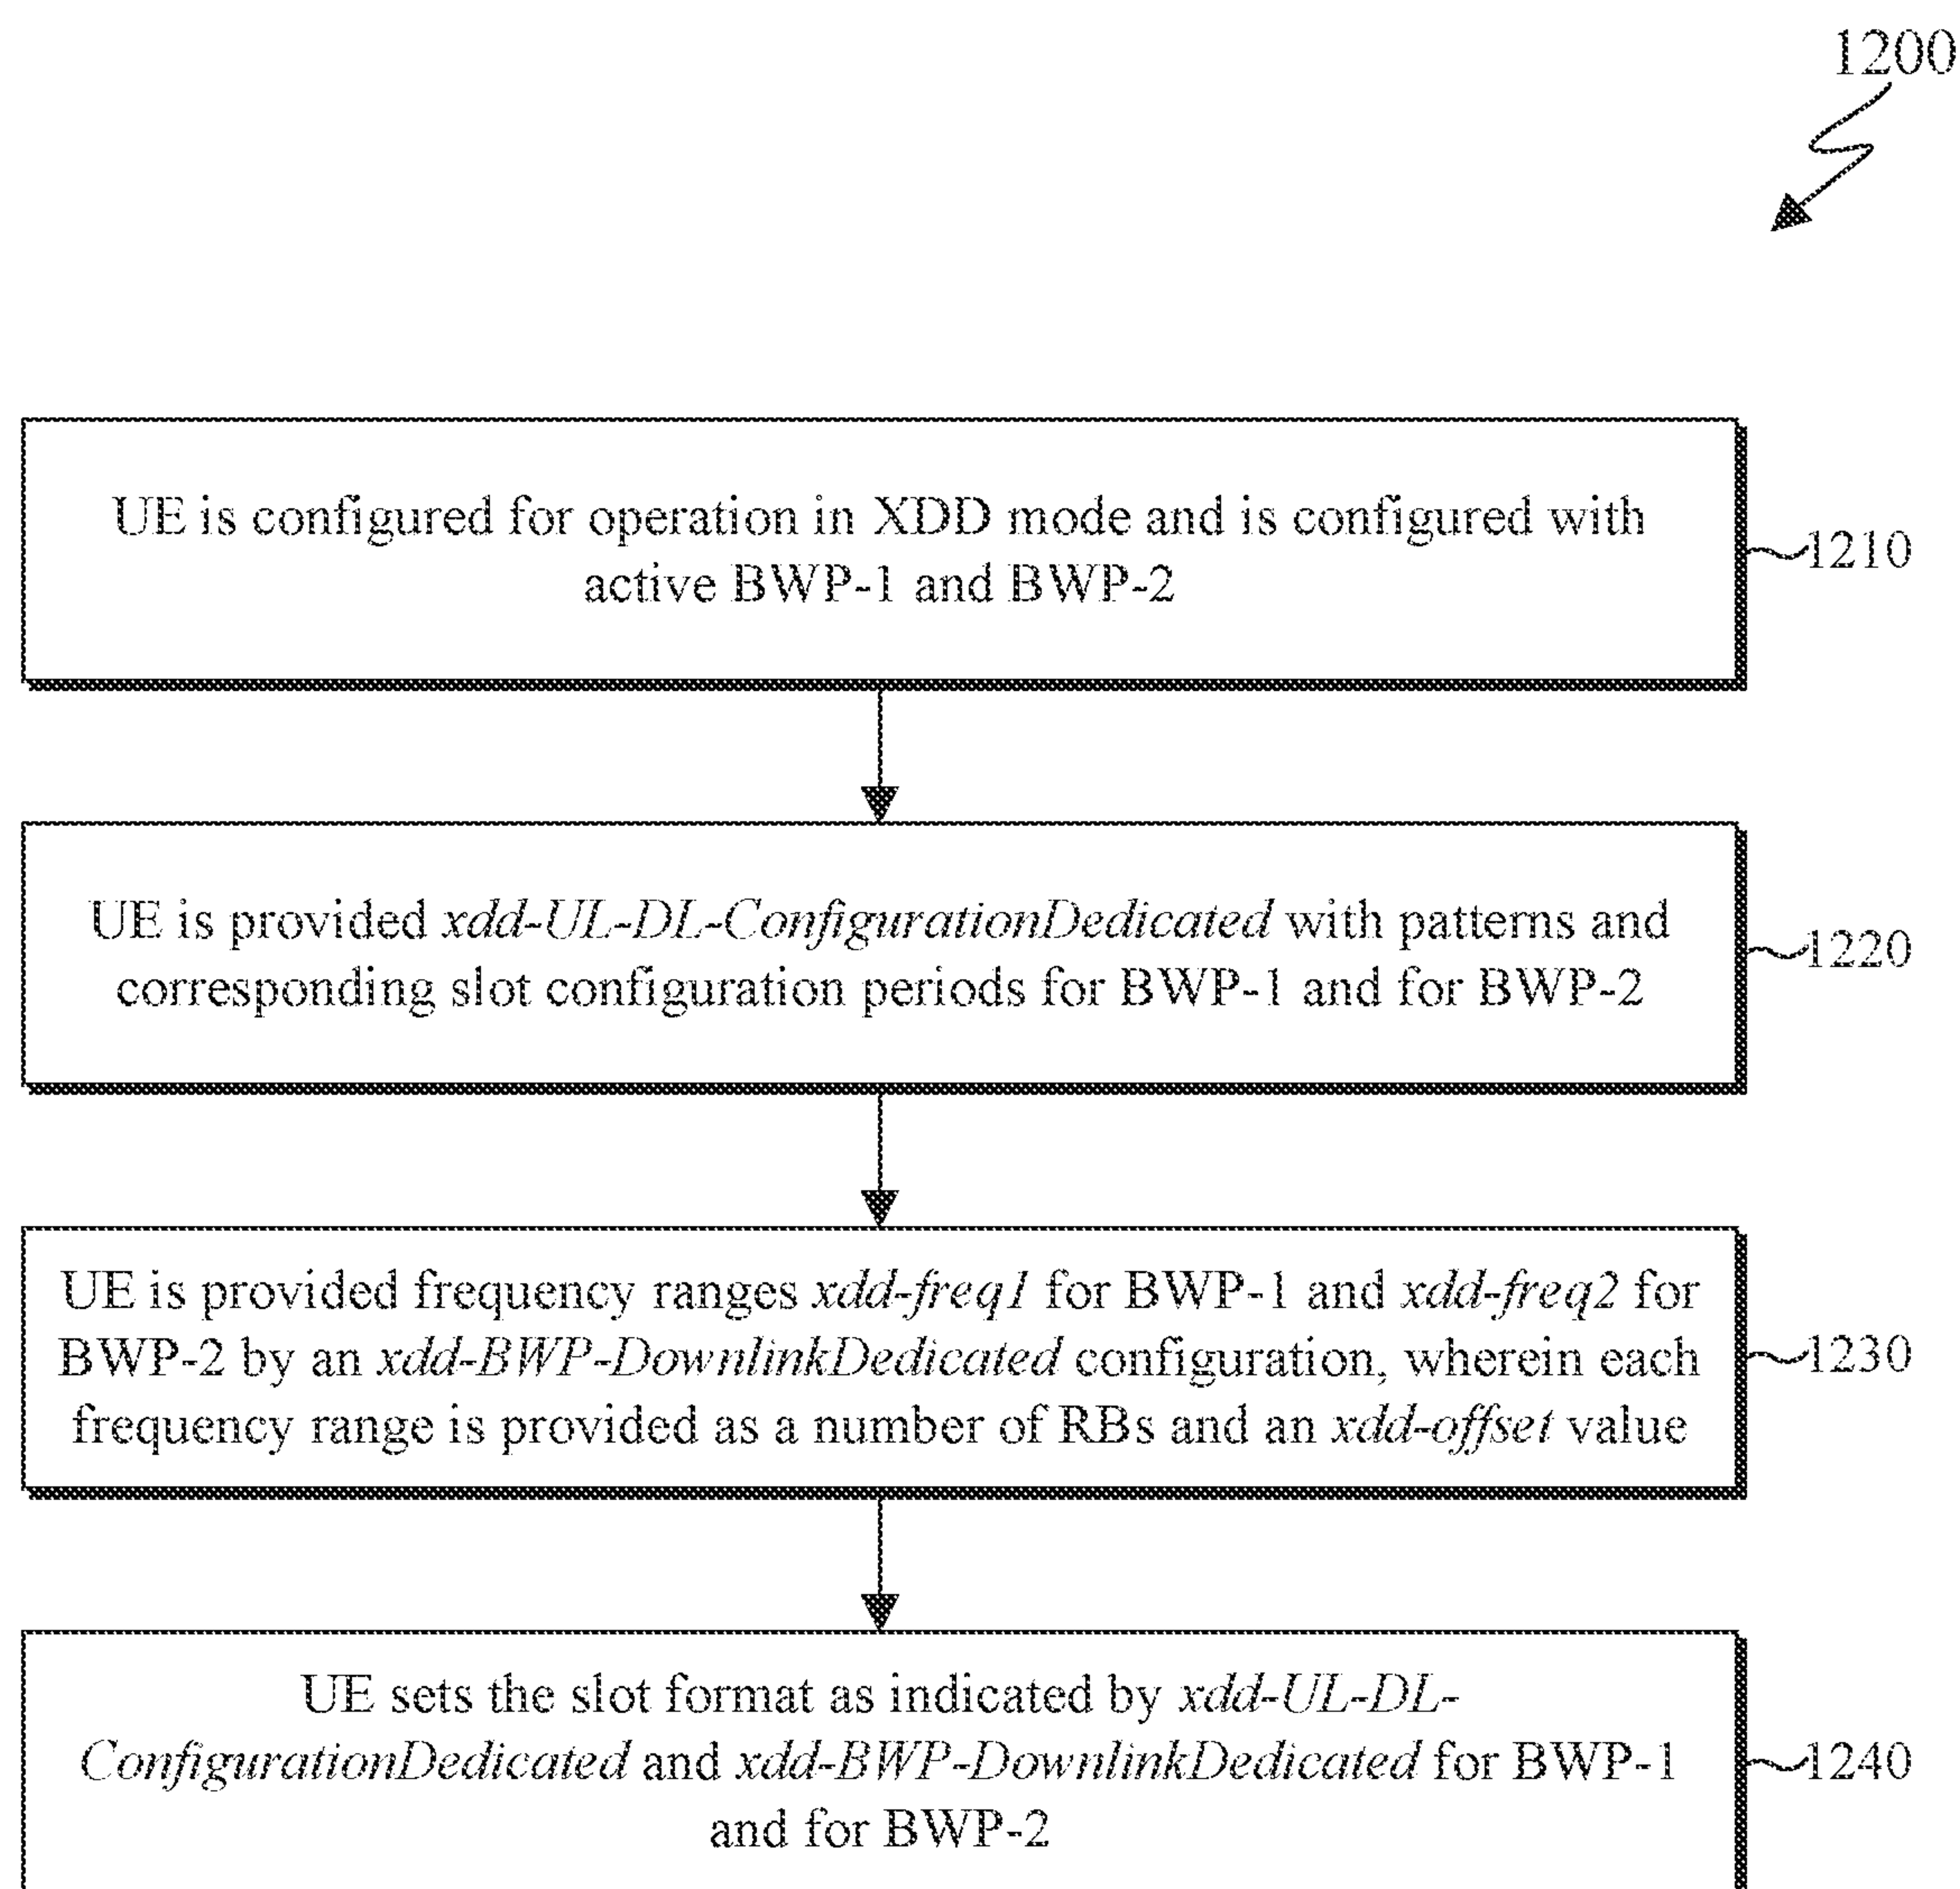 1200
UE is configured for operation in XDD mode and is configured with
active BWP-1 and BWP-2
1210
UE is provided xdd-UL-DL-ConfigurationDedicated with patterns and
corresponding slot configuration periods for BWP-1 and for BWP-2
1220
UE is provided frequency ranges xdd-freq1 for BWP-1 and xdd-freq2 for
BWP-2 by an xdd-BWP-DownlinkDedicated configuration, wherein each
frequency range is provided as a number of RBs and an xdd-offset value
1230
UE sets the slot format as indicated by xdd-UL-DL-
ConfigurationDedicated and xdd-BWP-DownlinkDedicated for BWP-1
and for BWP-2
1240